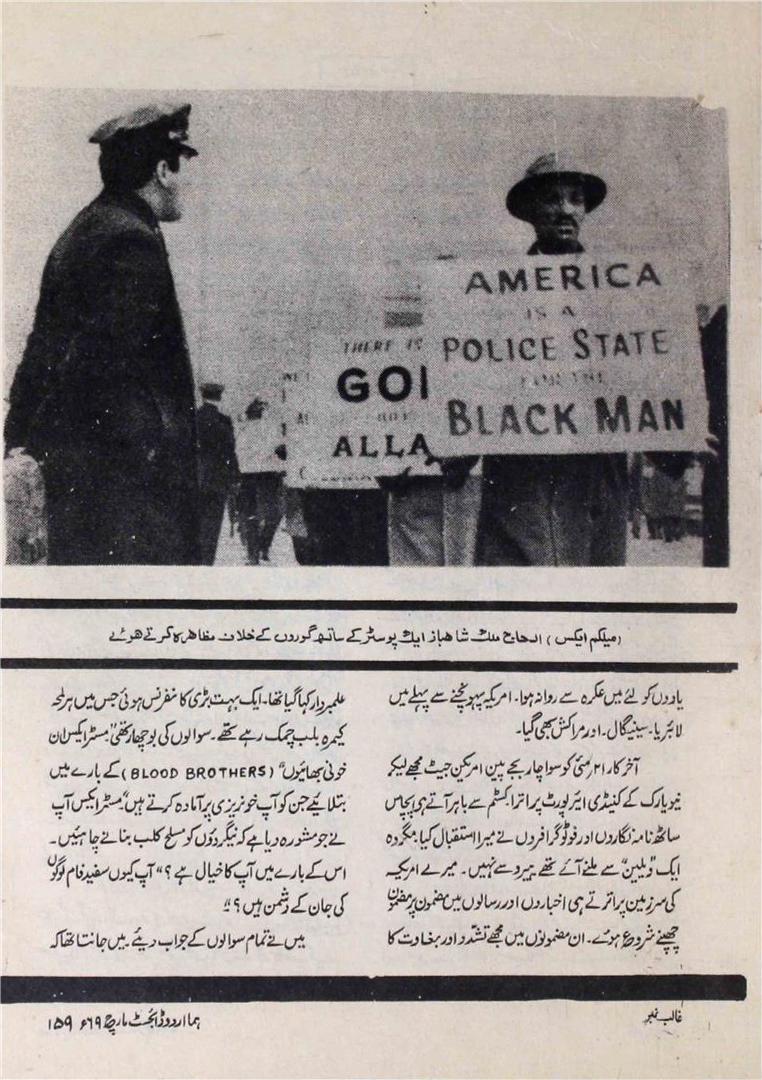 AMERICA
IS A
POLICE STATE
FOR THE
BLACK MAN
THERE IS
GO
ALLA
(میلکم ایکس) الحاج ملک شاہباز ایک پوسٹر کے ساتھ گوروں کے خلاف مظاہرہ کرتے ہوئے
یادوں کو لئے میں عکرہ سے روانہ ہوا۔ امریکہ پہونچنے سے پہلے میں
لائبریا۔ سینیگال۔ اور مراکش بھی گیا۔
آخر کار ۲۱ مئی کو سوا چار بجے پین امریکن جیٹ مجھے لیکر
نیویارک کے کنیڈی ایرپورٹ پر اترا۔ کسٹم سے باہر آتے ہی پچاس
ساٹھ نامہ نگاروں اور فوٹو گرافروں نے میرا استقبال کیا، مگر وہ
ایک "ویلین" سے ملنے آئے تھے ہیرو سے نہیں۔ میرے امریکہ
کی سرزمین پر اترتے ہی اخباروں اور رسالوں میں مضمون پر مضمون
چھپنے شروع ہوئے۔ ان مضمونوں میں مجھے تشدد اور بغاوت کا
علمبردار کہا گیا تھا۔ ایک بہت بڑی کانفرنس ہوئی جس میں ہر لمحہ
کیمرہ بلب چمک رہے تھے۔ سوالوں کی بوچھار تھی "مسٹر ایکس ان
خونی بھائیوں" (BLOOD BROTHERS) کے بارے میں
بتلائیے جن کو آپ خونریزی پر آمادہ کرتے ہیں" "مسٹر ایکس آپ
نے جو مشورہ دیا ہے کہ نیگروؤں کو مسلح کلب بنانے چاہئیں۔
اس کے بارے میں آپ کا خیال ہے؟" "آپ کیوں سفید فام لوگوں
کی جان کے دشمن ہیں؟"
میں نے تمام سوالوں کے جواب دیئے۔ میں جانتا تھا کہ
غالب نمبر
ہما اردو ڈائجسٹ مارچ ۶۹ء ۱۵۹